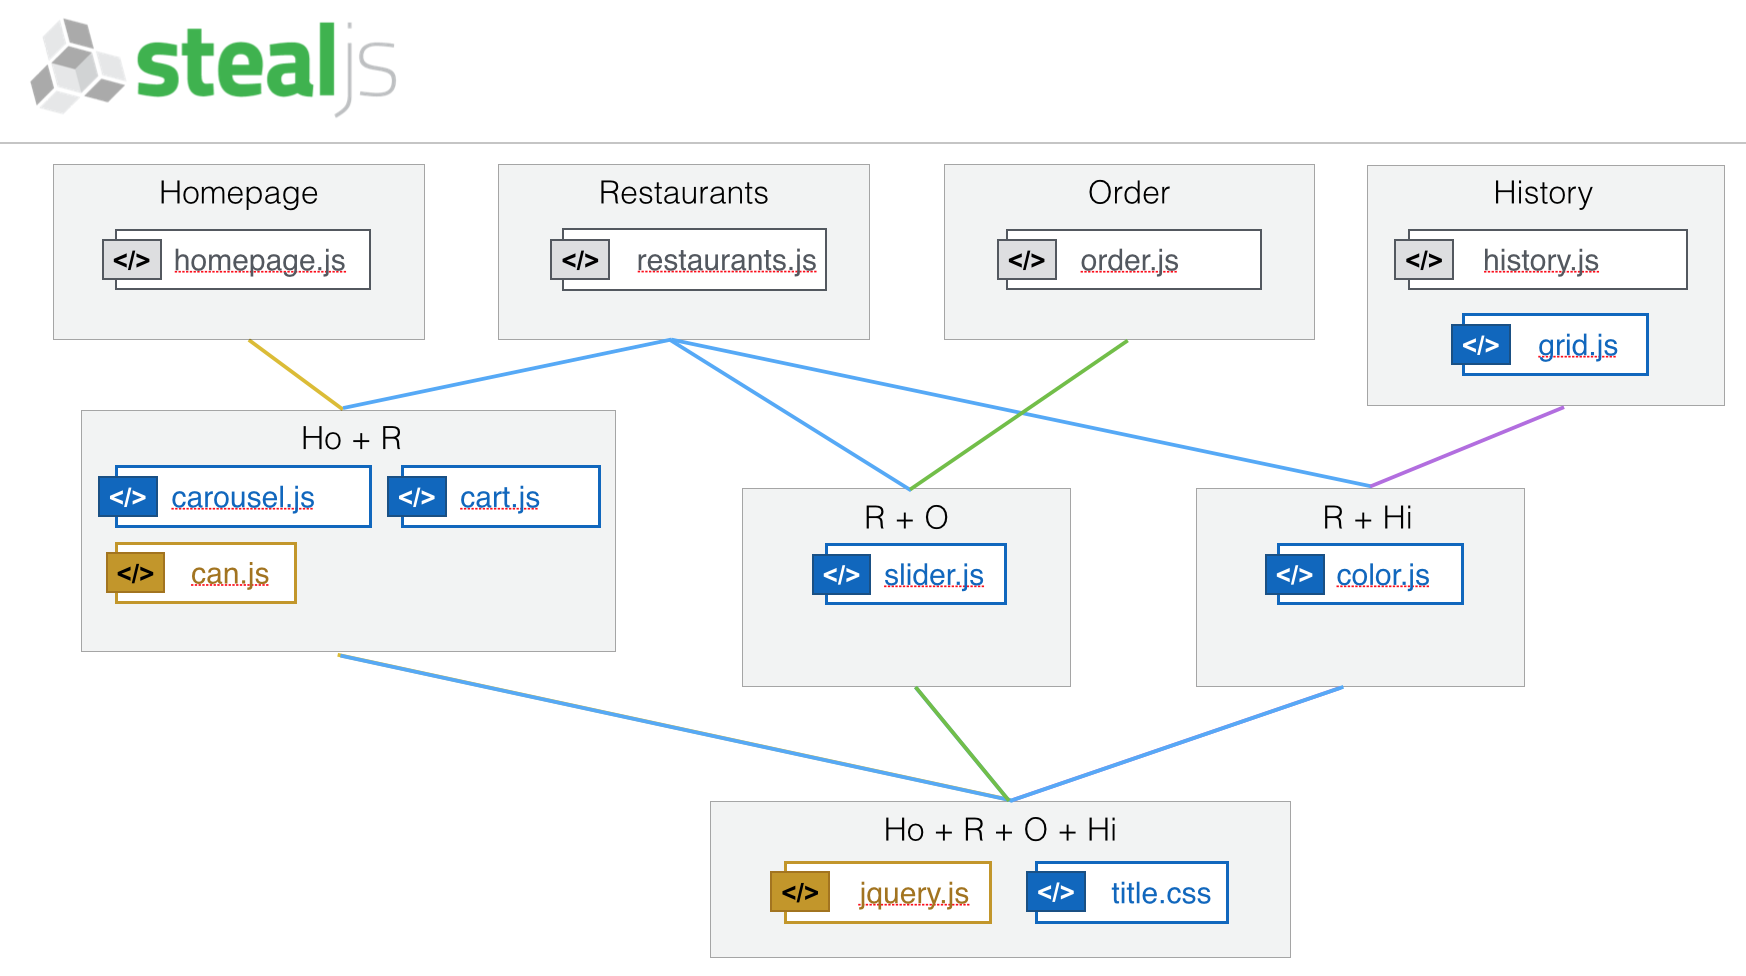 stealjs
Homepage
</> homepage.js
Restaurants
</> restaurants.js
Order
</> order.js
History
</> history.js
</> grid.js
Ho + R
</> carousel.js
</> cart.js
</> can.js
R + O
</> slider.js
R + Hi
</> color.js
Ho + R + O + Hi
</> jquery.js
</> title.css